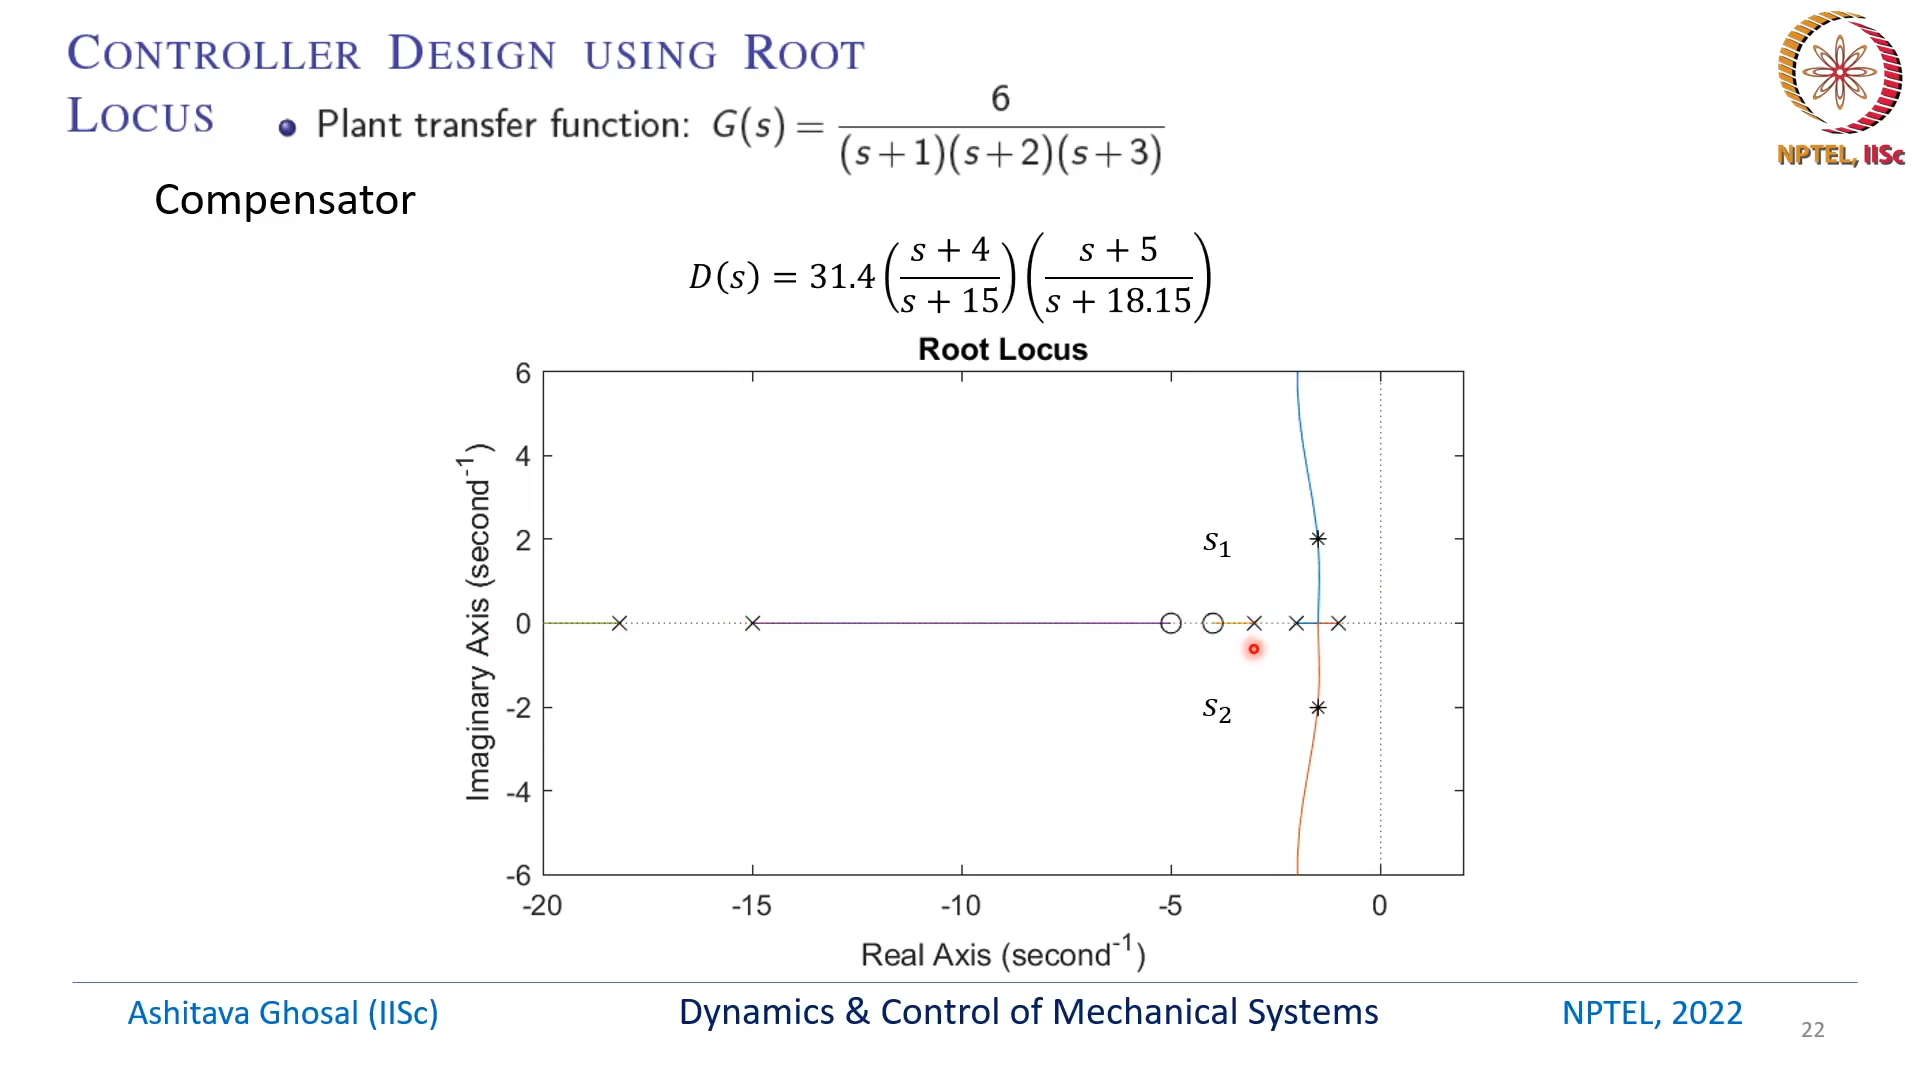 CONTROLLER DESIGN USING ROOT
LOCUS
• Plant transfer function: G(s) = 6 / (s+1)(s+2)(s+3)
NPTEL, IISc
Compensator
D(s) = 31.4 ((s + 4)/(s + 15)) ((s + 5)/(s + 18.15))
Root Locus
6
4
2
0
-2
-4
-6
Imaginary Axis (second⁻¹)
s₁
s₂
-20 -15 -10 -5 0
Real Axis (second⁻¹)
Ashitava Ghosal (IISc) Dynamics & Control of Mechanical Systems NPTEL, 2022 22